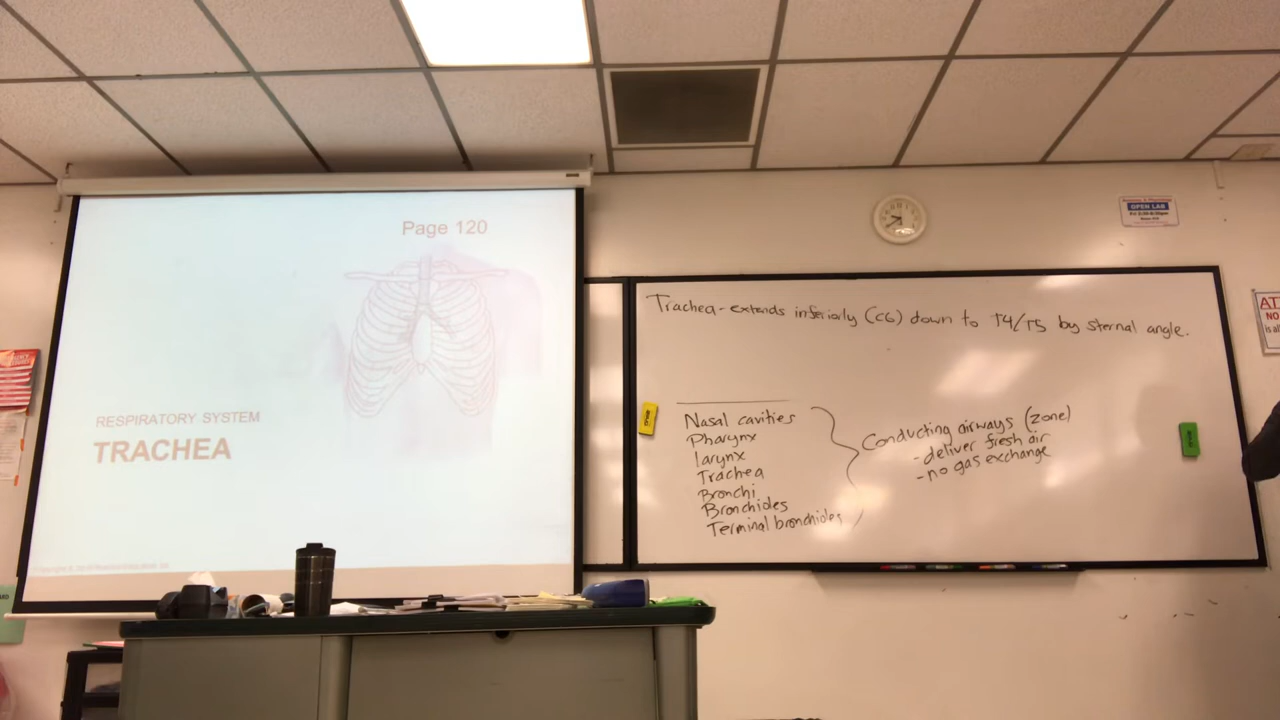 Page 120
RESPIRATORY SYSTEM
TRACHEA
OPEN LAB
Trachea - extends inferiorly (C6) down to T4/T5 by sternal angle.
Nasal cavities
Pharynx
larynx
Trachea
Bronchi
Bronchioles
Terminal bronchioles
Conducting airways (zone)
- deliver fresh air
- no gas exchange
NO